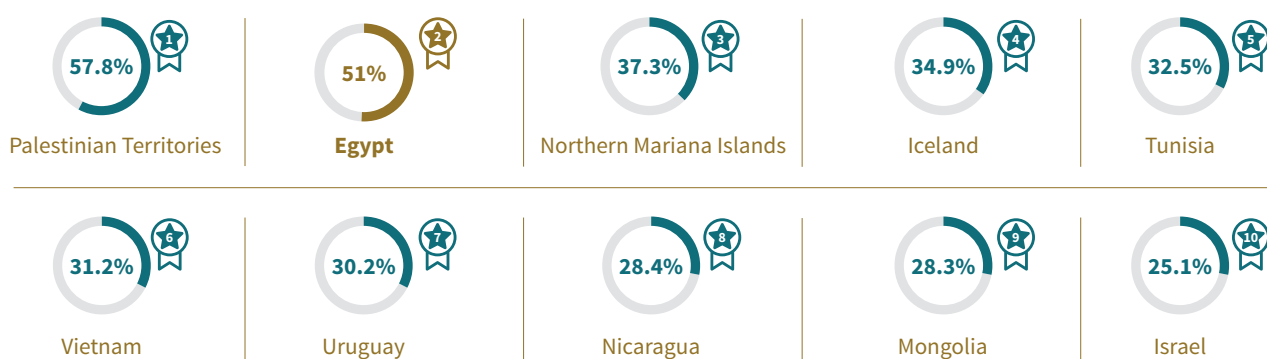 1
57.8%
Palestinian Territories
2
51%
Egypt
3
37.3%
Northern Mariana Islands
4
34.9%
Iceland
5
32.5%
Tunisia
6
31.2%
Vietnam
7
30.2%
Uruguay
8
28.4%
Nicaragua
9
28.3%
Mongolia
10
25.1%
Israel